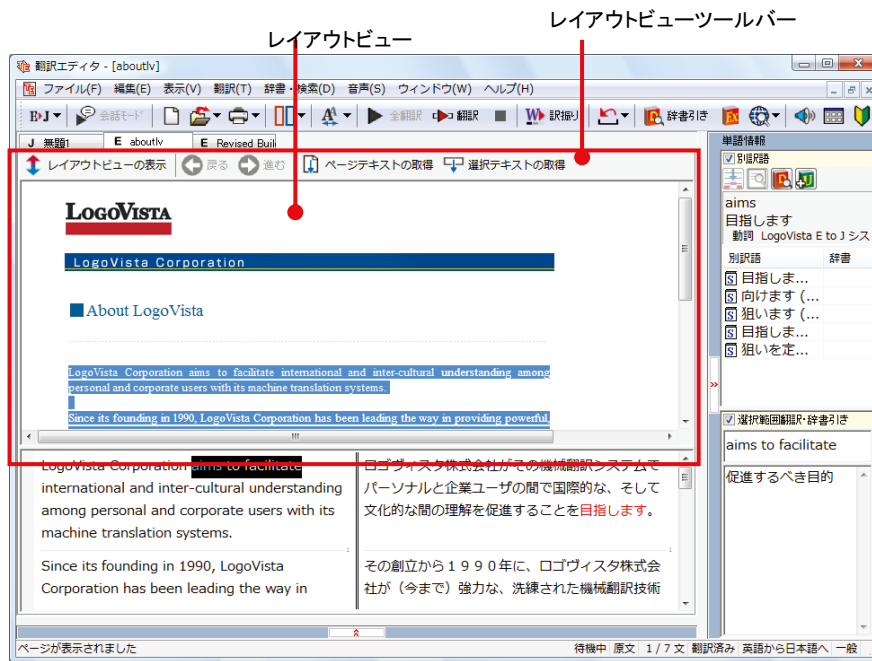 レイアウトビューツールバー
レイアウトビュー
翻訳エディタ - [aboutlv]
ファイル(F) 編集(E) 表示(V) 翻訳(T) 辞書・検索(D) 音声(S) ウィンドウ(W) ヘルプ(H)
E›J 会話モード 全翻訳 翻訳 訳振り 辞書引き
J 無題1 E aboutlv E Revised Buil
レイアウトビューの表示 戻る 進む ページテキストの取得 選択テキストの取得
LOGOVISTA
LogoVista Corporation
About LogoVista
LogoVista Corporation aims to facilitate international and inter-cultural understanding among
personal and corporate users with its machine translation systems.
Since its founding in 1990, LogoVista Corporation has been leading the way in providing powerful,
LogoVista Corporation aims to facilitate
international and inter-cultural understanding
among personal and corporate users with its
machine translation systems.
1
Since its founding in 1990, LogoVista
Corporation has been leading the way in
ロゴヴィスタ株式会社がその機械翻訳システムで
パーソナルと企業ユーザの間で国際的な、そして
文化的な間の理解を促進することを目指します。
1
その創立から1990年に、ロゴヴィスタ株式会
社が(今まで)強力な、洗練された機械翻訳技術
単語情報
別訳語
aims
目指します
動詞 LogoVista E to J シス
別訳語 辞書
目指しま...
向けます (...
狙います (...
目指しま...
狙いを定...
選択範囲翻訳・辞書引き
aims to facilitate
促進するべき目的
ページが表示されました 待機中 原文 1 / 7 文 翻訳済み 英語から日本語へ 一般